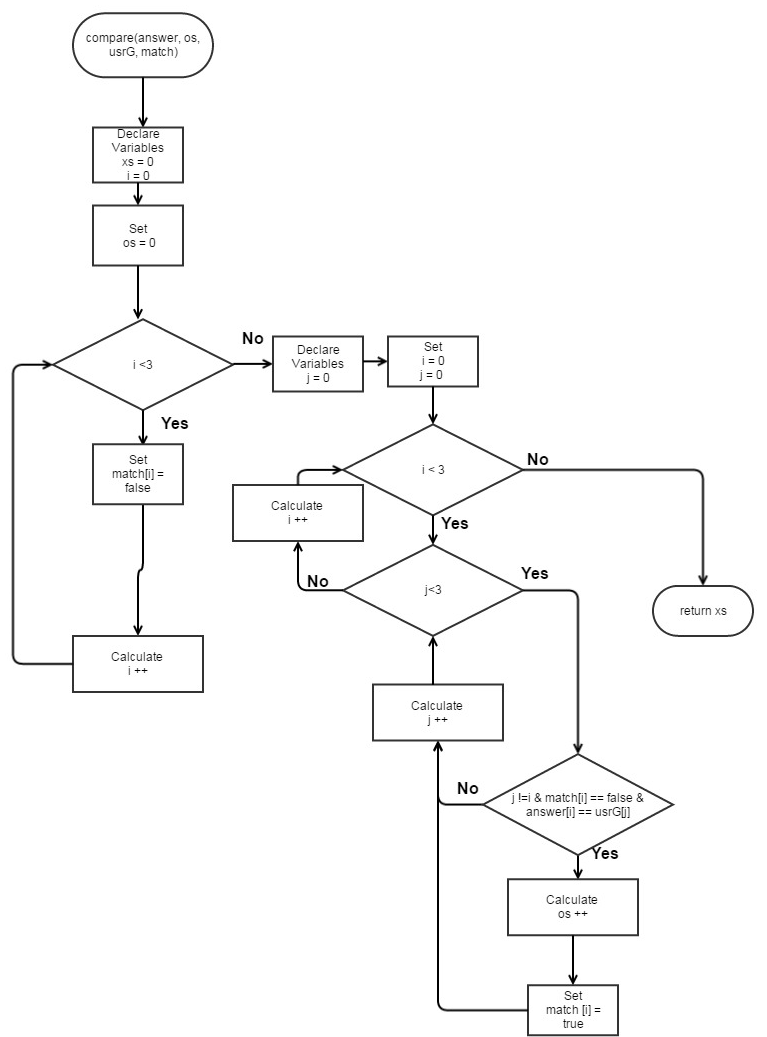 compare(answer, os,
usrG, match)
Declare
Variables
xs = 0
i = 0
Set
os = 0
i <3
No
Yes
Set
match[i] =
false
Calculate
i ++
Declare
Variables
j = 0
Set
i = 0
j = 0
i < 3
No
Yes
Calculate
i ++
No
j<3
Yes
return xs
Calculate
j ++
No
j !=i & match[i] == false &
answer[i] == usrG[j]
Yes
Calculate
os ++
Set
match [i] =
true